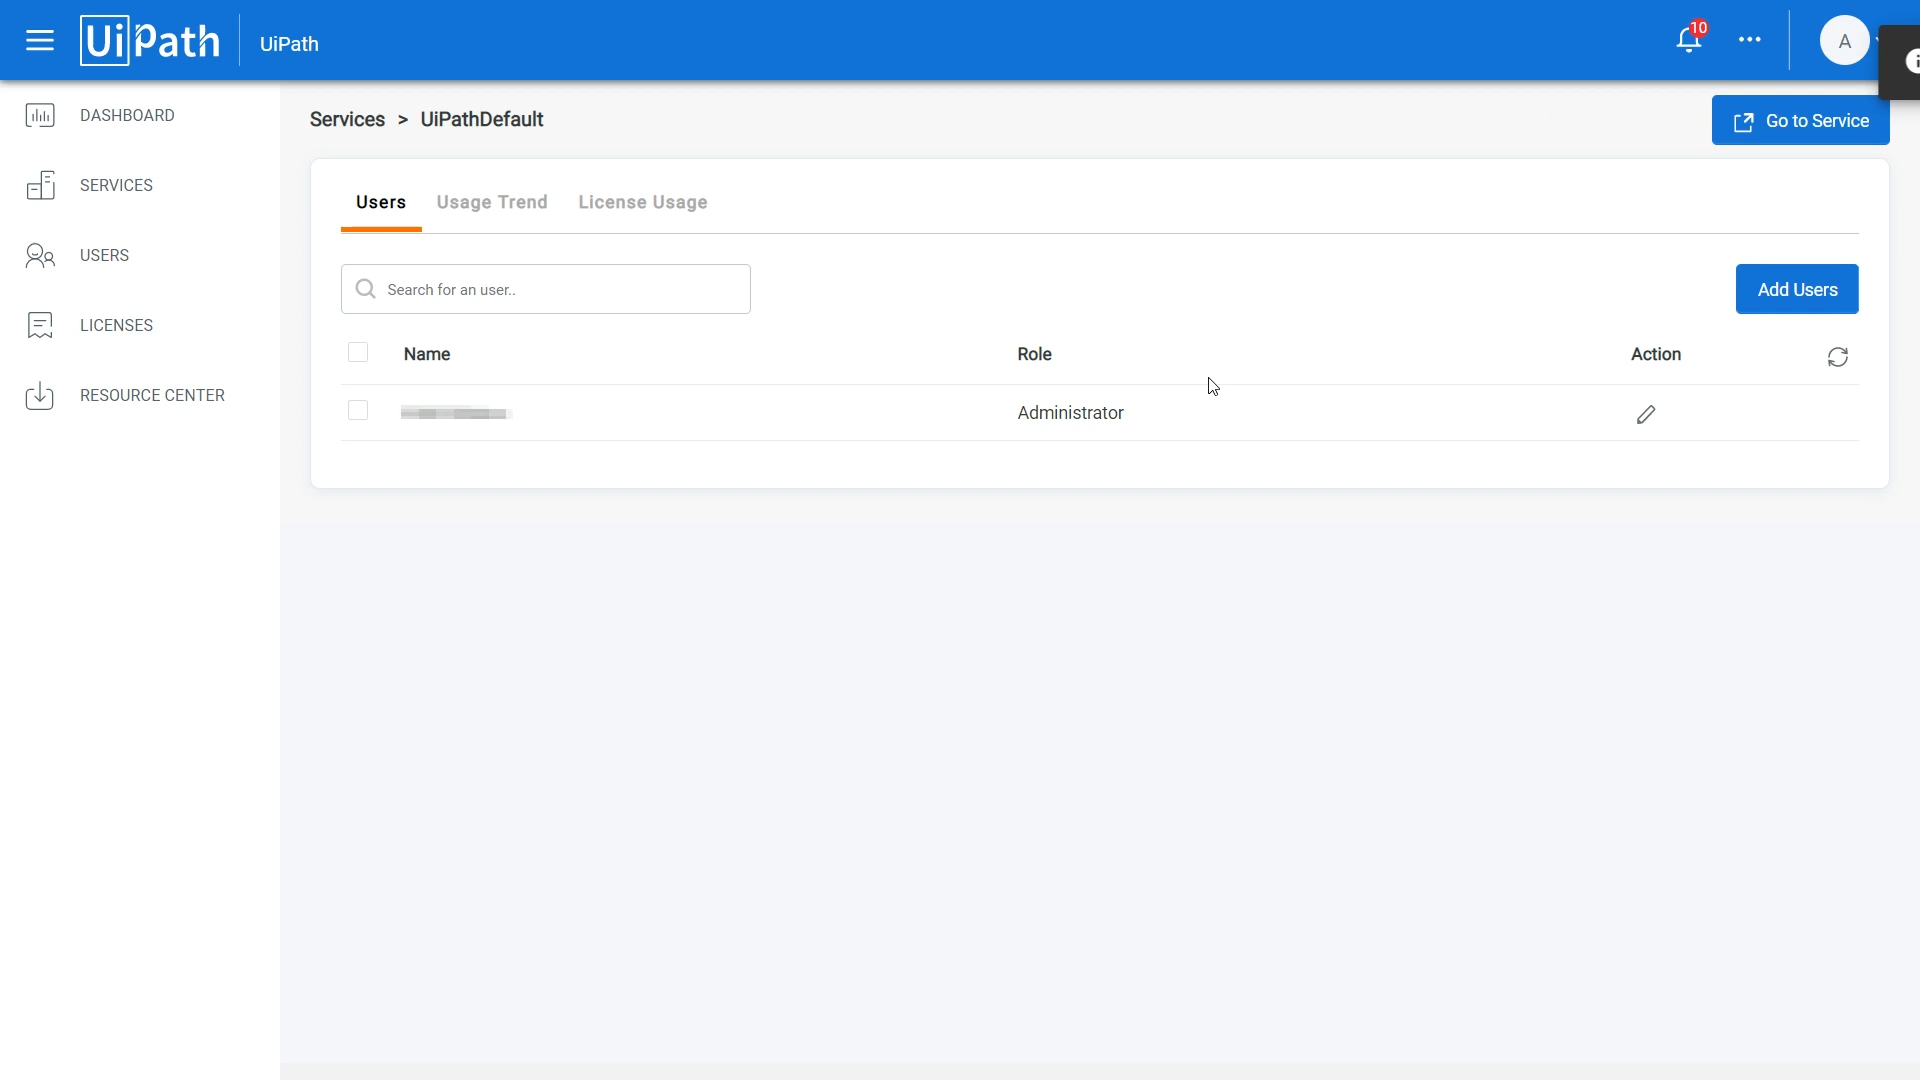 UiPath
UiPath
10
A
DASHBOARD
SERVICES
USERS
LICENSES
RESOURCE CENTER
Services > UiPathDefault
Go to Service
Users
Usage Trend
License Usage
Search for an user..
Add Users
Name
Role
Action
Administrator